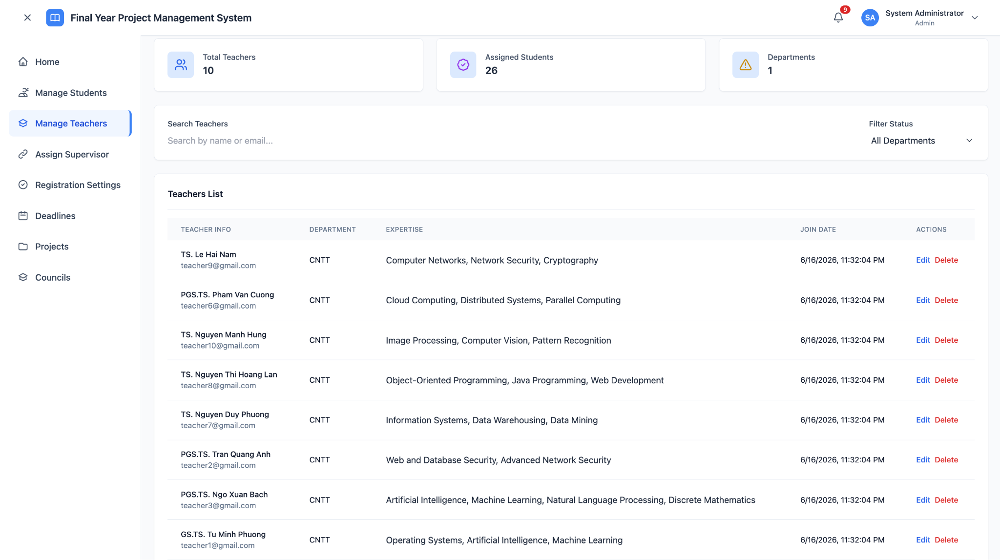 Final Year Project Management System
9
SA
System Administrator
Admin
Home
Manage Students
Manage Teachers
Assign Supervisor
Registration Settings
Deadlines
Projects
Councils
Total Teachers
10
Assigned Students
26
Departments
1
Search Teachers
Search by name or email...
Filter Status
All Departments
Teachers List
TEACHER INFO DEPARTMENT EXPERTISE JOIN DATE ACTIONS
TS. Le Hai Nam
teacher9@gmail.com
CNTT
Computer Networks, Network Security, Cryptography
6/16/2026, 11:32:04 PM
Edit Delete
PGS.TS. Pham Van Cuong
teacher6@gmail.com
CNTT
Cloud Computing, Distributed Systems, Parallel Computing
6/16/2026, 11:32:04 PM
Edit Delete
TS. Nguyen Manh Hung
teacher10@gmail.com
CNTT
Image Processing, Computer Vision, Pattern Recognition
6/16/2026, 11:32:04 PM
Edit Delete
TS. Nguyen Thi Hoang Lan
teacher8@gmail.com
CNTT
Object-Oriented Programming, Java Programming, Web Development
6/16/2026, 11:32:04 PM
Edit Delete
TS. Nguyen Duy Phuong
teacher7@gmail.com
CNTT
Information Systems, Data Warehousing, Data Mining
6/16/2026, 11:32:04 PM
Edit Delete
PGS.TS. Tran Quang Anh
teacher2@gmail.com
CNTT
Web and Database Security, Advanced Network Security
6/16/2026, 11:32:04 PM
Edit Delete
PGS.TS. Ngo Xuan Bach
teacher3@gmail.com
CNTT
Artificial Intelligence, Machine Learning, Natural Language Processing, Discrete Mathematics
6/16/2026, 11:32:04 PM
Edit Delete
GS.TS. Tu Minh Phuong
teacher1@gmail.com
CNTT
Operating Systems, Artificial Intelligence, Machine Learning
6/16/2026, 11:32:04 PM
Edit Delete